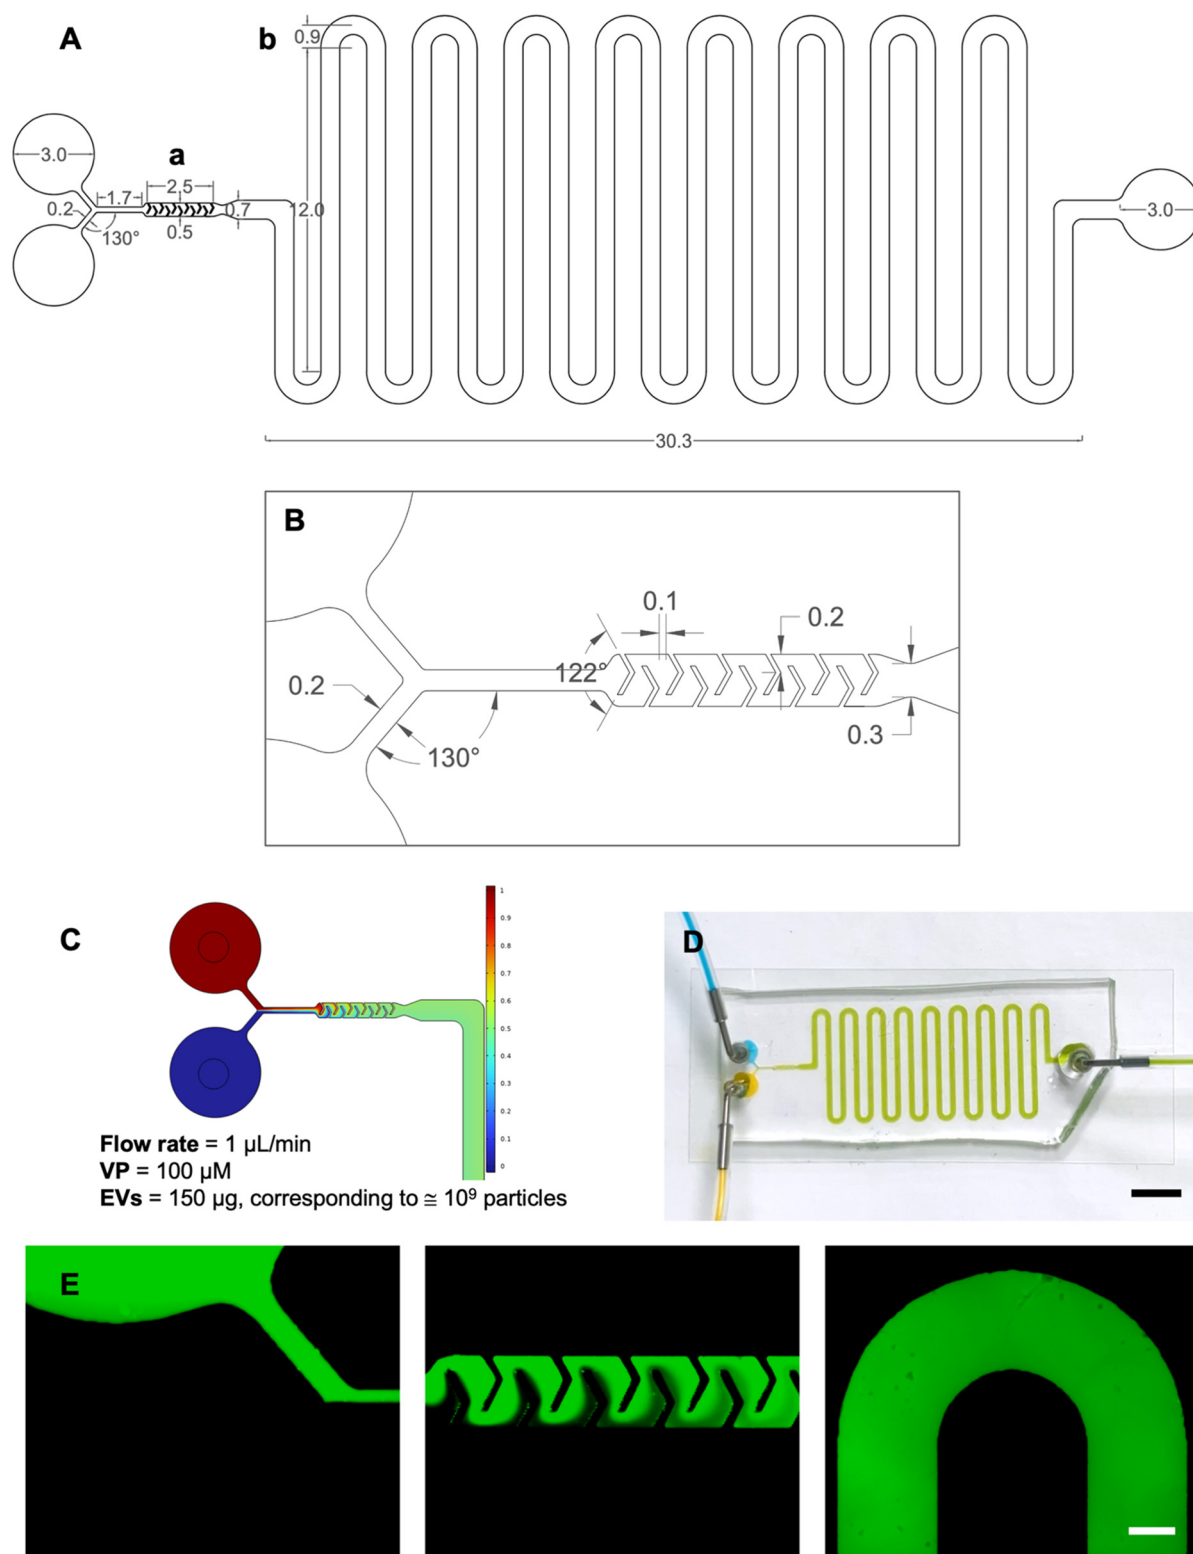 A
b
0.9
3.0
a
2.5
1.7
0.2
0.7
12.0
3.0
130°
0.5
30.3
B
0.1
0.2
122°
0.2
0.3
130°
C
1
0.9
0.8
0.7
0.6
0.5
0.4
0.3
0.2
0.1
0
D
Flow rate = 1 µL/min
VP = 100 µM
EVs = 150 µg, corresponding to ≅ 10⁹ particles
E